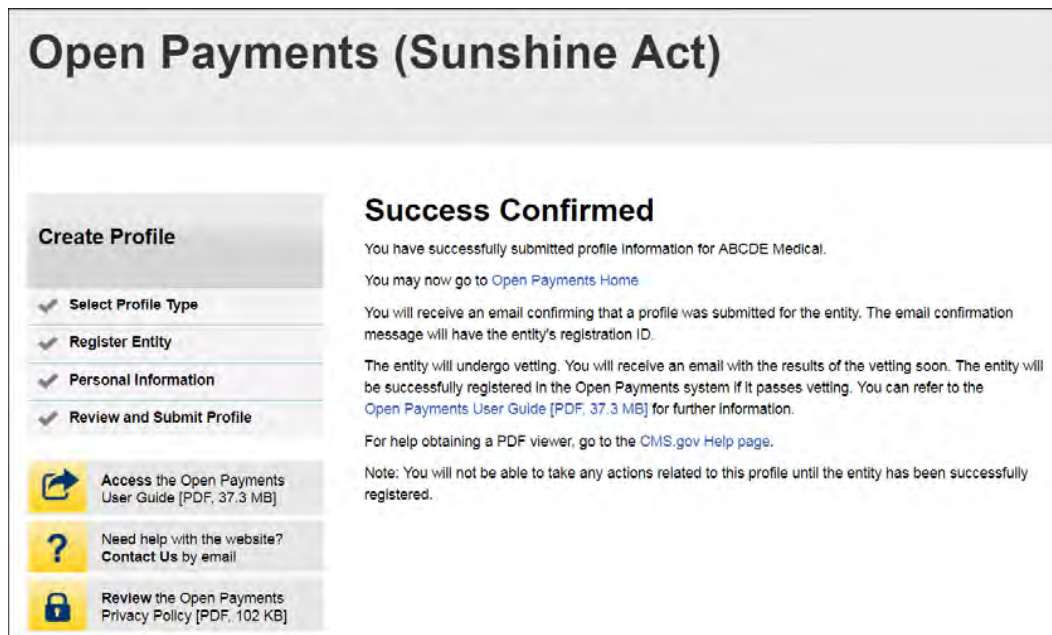 Open Payments (Sunshine Act)
Create Profile
Select Profile Type
Register Entity
Personal Information
Review and Submit Profile
Access the Open Payments
User Guide [PDF, 37.3 MB]
Need help with the website?
Contact Us by email
Review the Open Payments
Privacy Policy [PDF, 102 KB]
Success Confirmed
You have successfully submitted profile information for ABCDE Medical.
You may now go to Open Payments Home
You will receive an email confirming that a profile was submitted for the entity. The email confirmation
message will have the entity's registration ID.
The entity will undergo vetting. You will receive an email with the results of the vetting soon. The entity will
be successfully registered in the Open Payments system if it passes vetting. You can refer to the
Open Payments User Guide [PDF, 37.3 MB] for further information.
For help obtaining a PDF viewer, go to the CMS.gov Help page.
Note: You will not be able to take any actions related to this profile until the entity has been successfully
registered.